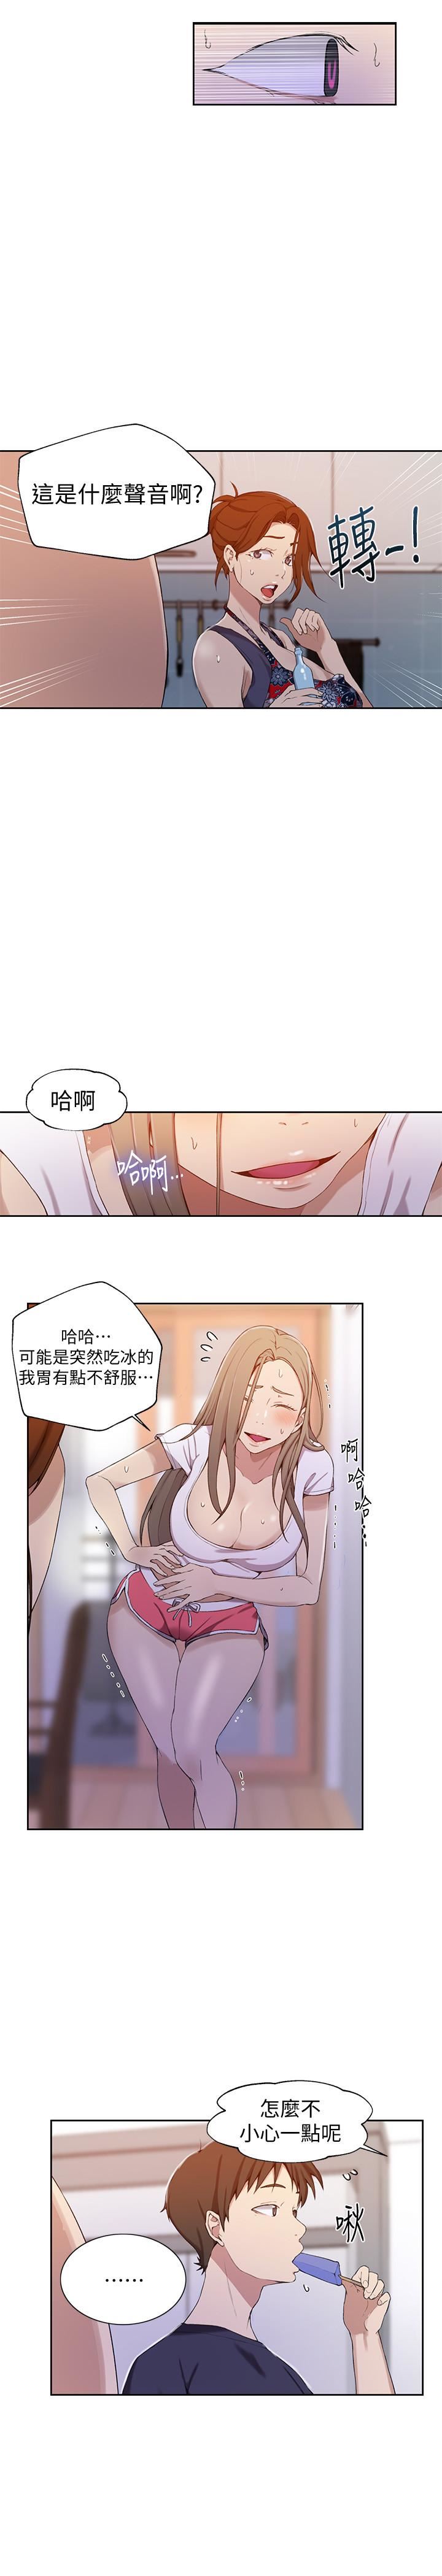 這是什麼聲音啊?
轉~!
哈啊
哈啊...
哈哈…
可能是突然吃冰的
我胃有點不舒服…
啊哈哈…
怎麼不
小心一點呢
啾
……